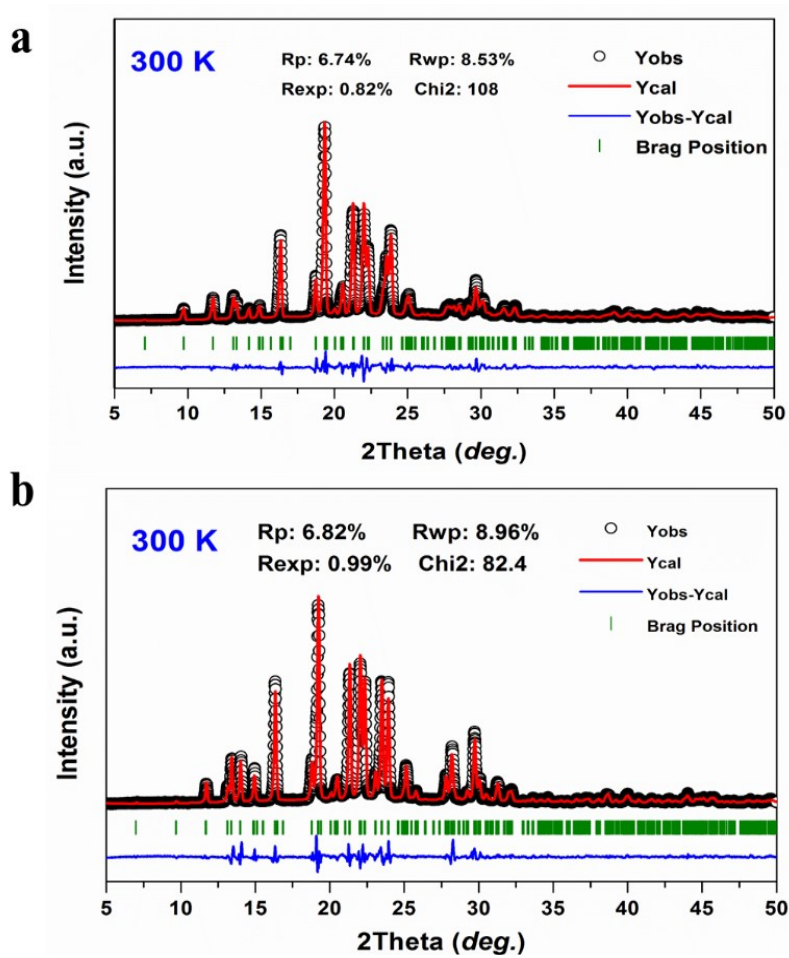 a
300 K
Rp: 6.74% Rwp: 8.53%
Rexp: 0.82% Chi2: 108
Yobs
Ycal
Yobs-Ycal
Brag Position
Intensity (a.u.)
5 10 15 20 25 30 35 40 45 50
2Theta (deg.)
b
300 K
Rp: 6.82% Rwp: 8.96%
Rexp: 0.99% Chi2: 82.4
Yobs
Ycal
Yobs-Ycal
Brag Position
Intensity (a.u.)
5 10 15 20 25 30 35 40 45 50
2Theta (deg.)